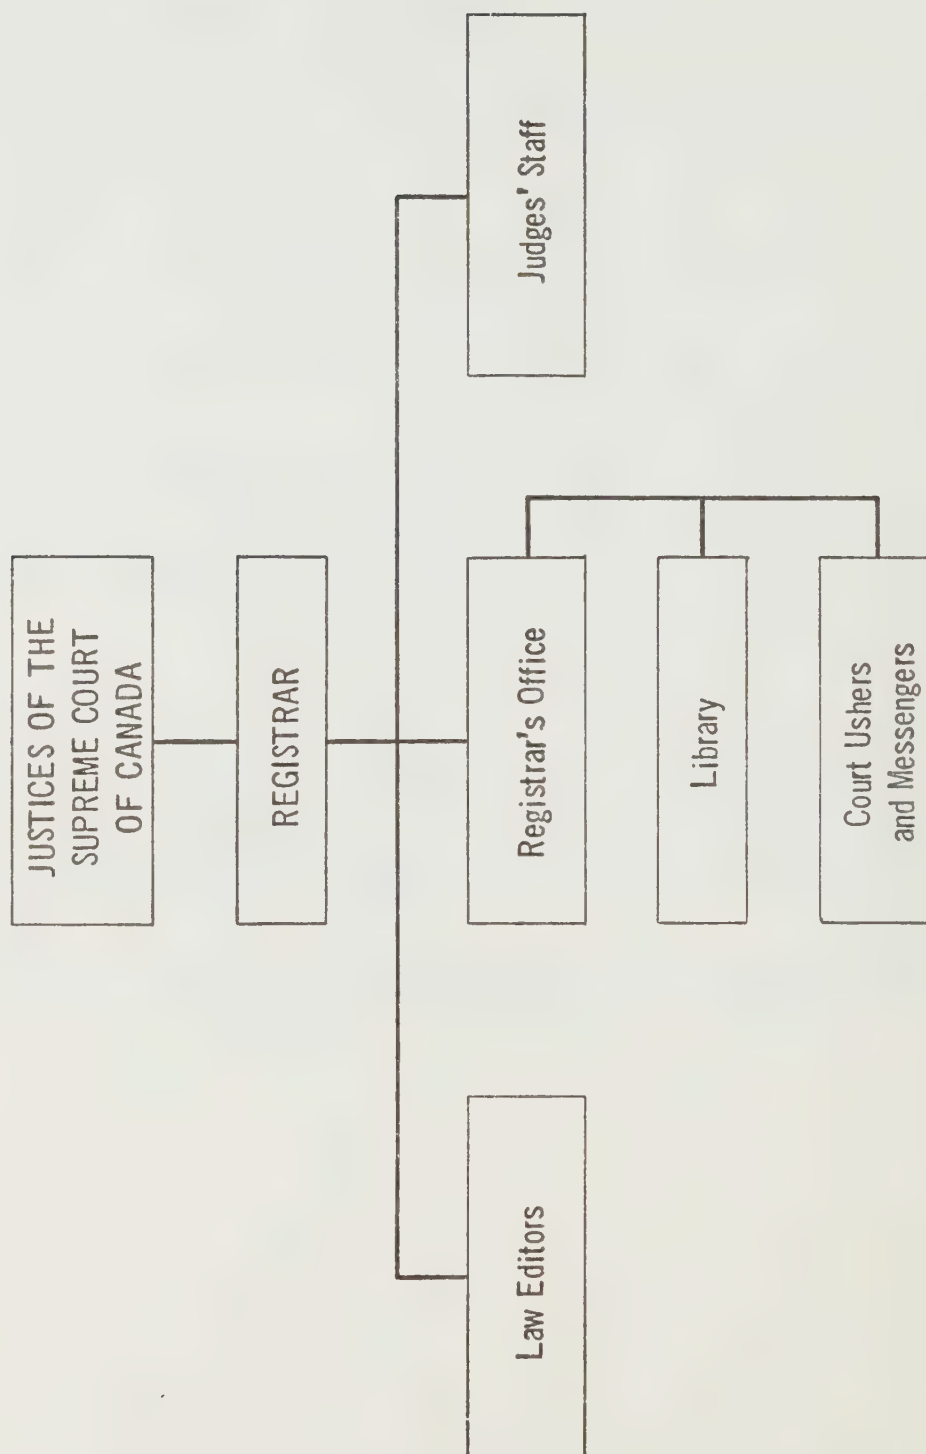 JUSTICES OF THE
SUPREME COURT
OF CANADA
REGISTRAR
Law Editors
Registrar's Office
Judges' Staff
Library
Court Ushers
and Messengers